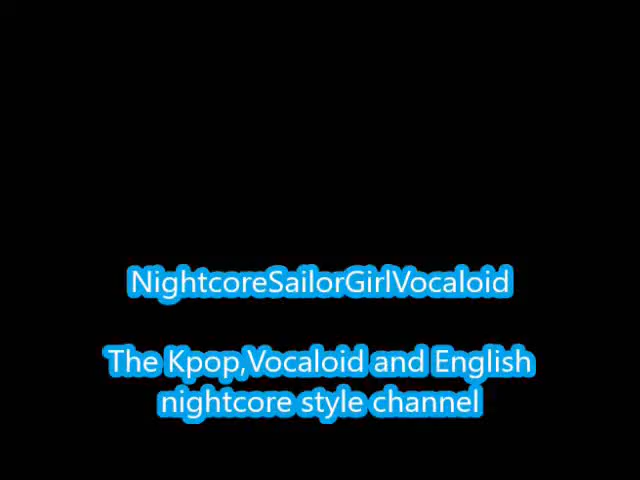 NightcoreSailorGirlVocaloid
The Kpop,Vocaloid and English
nightcore style channel